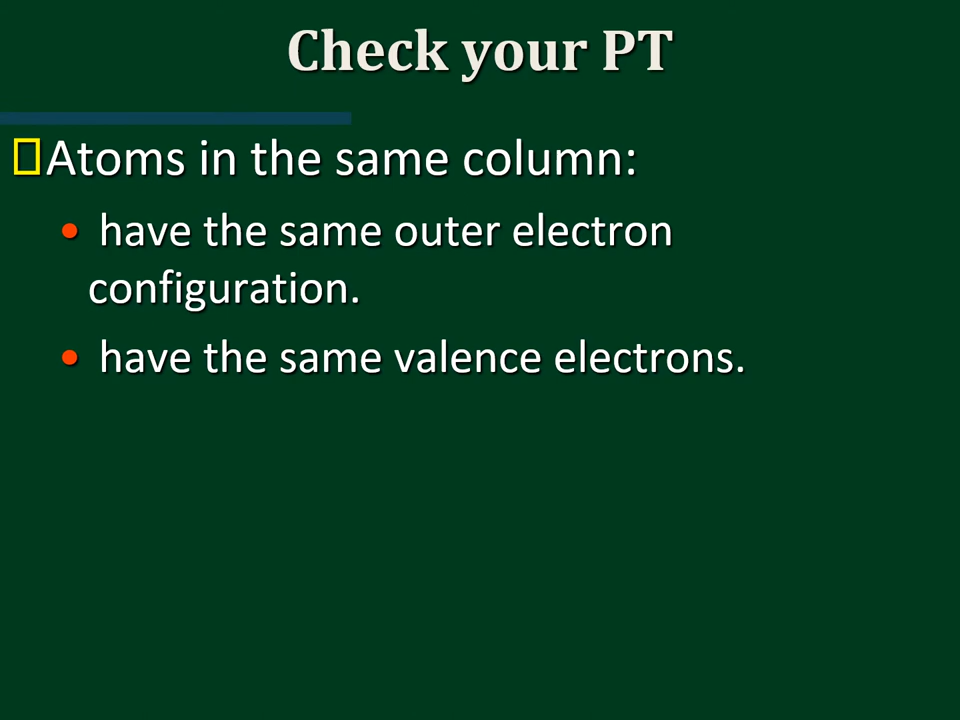 Check your PT
Atoms in the same column:
• have the same outer electron
configuration.
• have the same valence electrons.